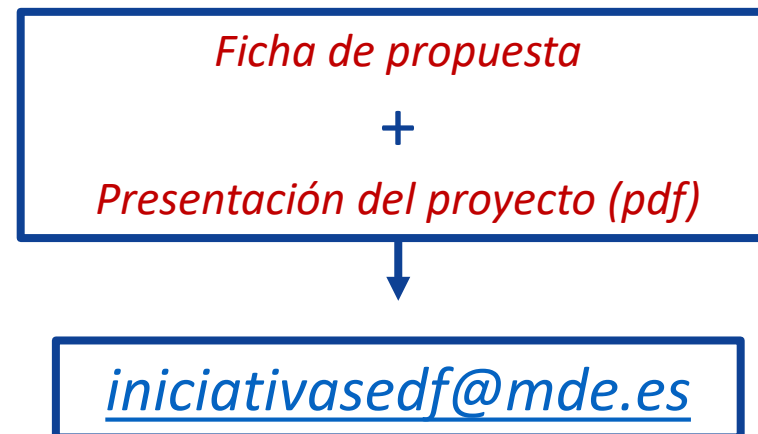 Ficha de propuesta
+
Presentación del proyecto (pdf)
iniciativasedf@mde.es